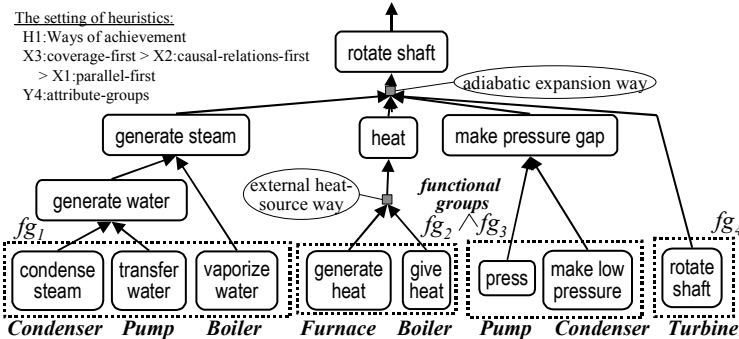 The setting of heuristics:
H1:Ways of achievement
X3:coverage-first > X2:causal-relations-first
> X1:parallel-first
Y4:attribute-groups
rotate shaft
adiabatic expansion way
generate steam
heat
make pressure gap
generate water
external heat-
source way
functional
groups
fg1
fg2
fg3
fg4
condense
steam
transfer
water
vaporize
water
generate
heat
give
heat
press
make low
pressure
rotate
shaft
Condenser Pump Boiler Furnace Boiler Pump Condenser Turbine